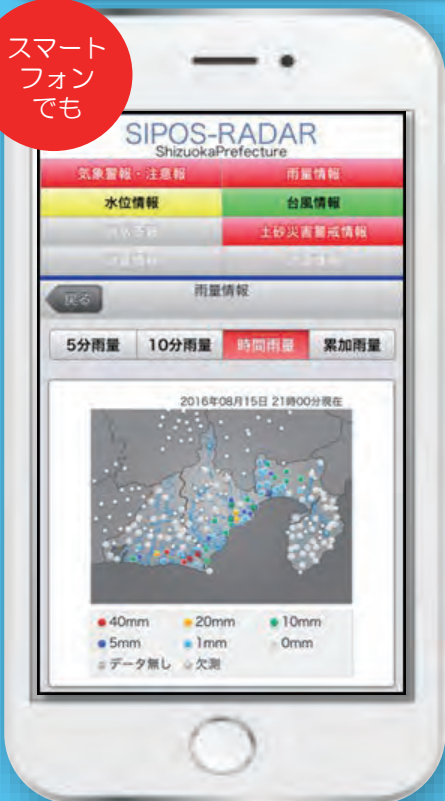 スマート
フォン
でも
SIPOS-RADAR
ShizuokaPrefecture
気象警報・注意報 雨量情報
水位情報 台風情報
土砂災害警戒情報
戻る 雨量情報
5分雨量 10分雨量 時間雨量 累加雨量
2016年08月15日 21時00分現在
40mm 20mm 10mm
5mm 1mm 0mm
データ無し 欠測